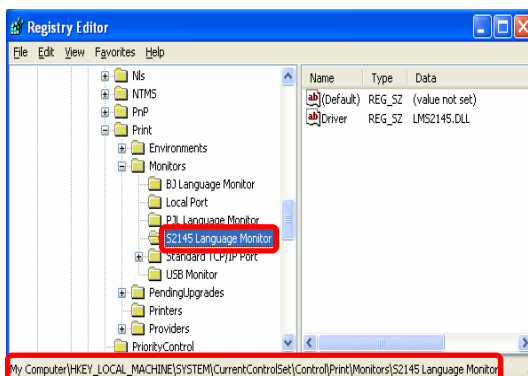 Registry Editor
File Edit View Favorites Help
Nls
NTMS
PnP
Print
Environments
Monitors
BJ Language Monitor
Local Port
PJL Language Monitor
S2145 Language Monitor
Standard TCP/IP Port
USB Monitor
PendingUpgrades
Printers
Providers
PriorityControl
Name Type Data
ab (Default) REG_SZ (value not set)
ab Driver REG_SZ LMS2145.DLL
My Computer\HKEY_LOCAL_MACHINE\SYSTEM\CurrentControlSet\Control\Print\Monitors\S2145 Language Monitor